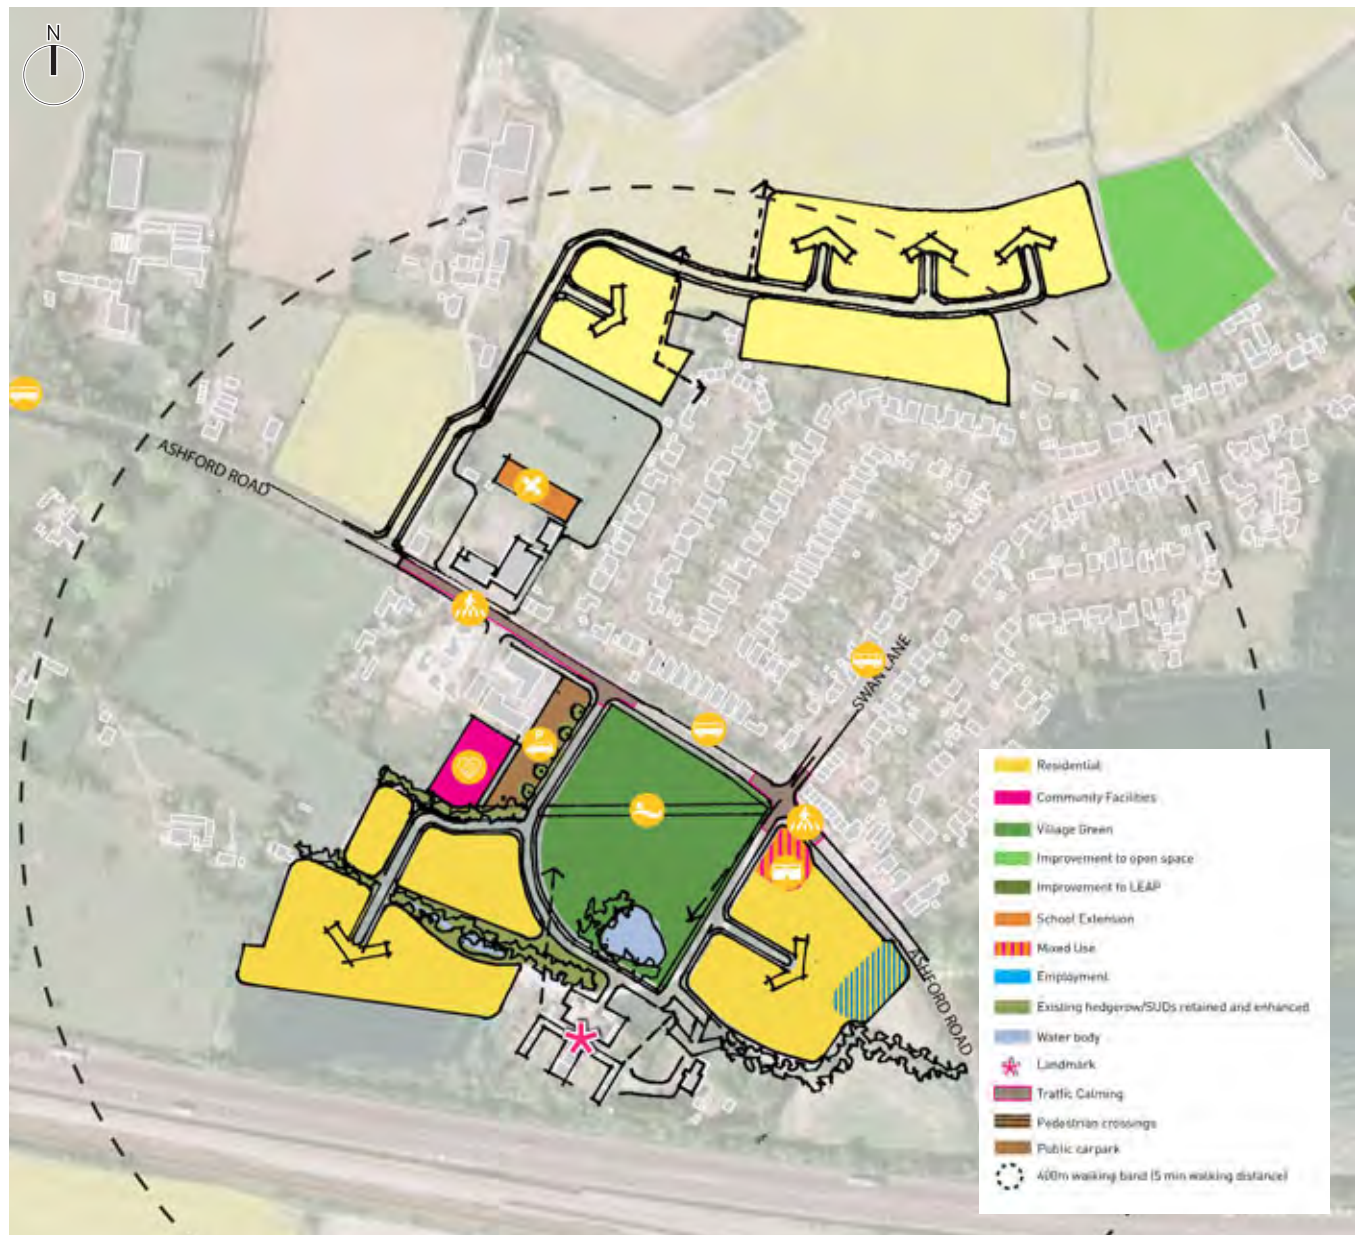 N
ASHFORD ROAD
SWAN LANE
P
ASHFORD ROAD
Residential
Community Facilities
Village Green
Improvement to open space
Improvement to LEAP
School Extension
Mixed Use
Employment
Existing hedgerow/SUDs retained and enhanced
Water body
Landmark
Traffic Calming
Pedestrian crossings
Public carpark
400m walking band (5 min walking distance)